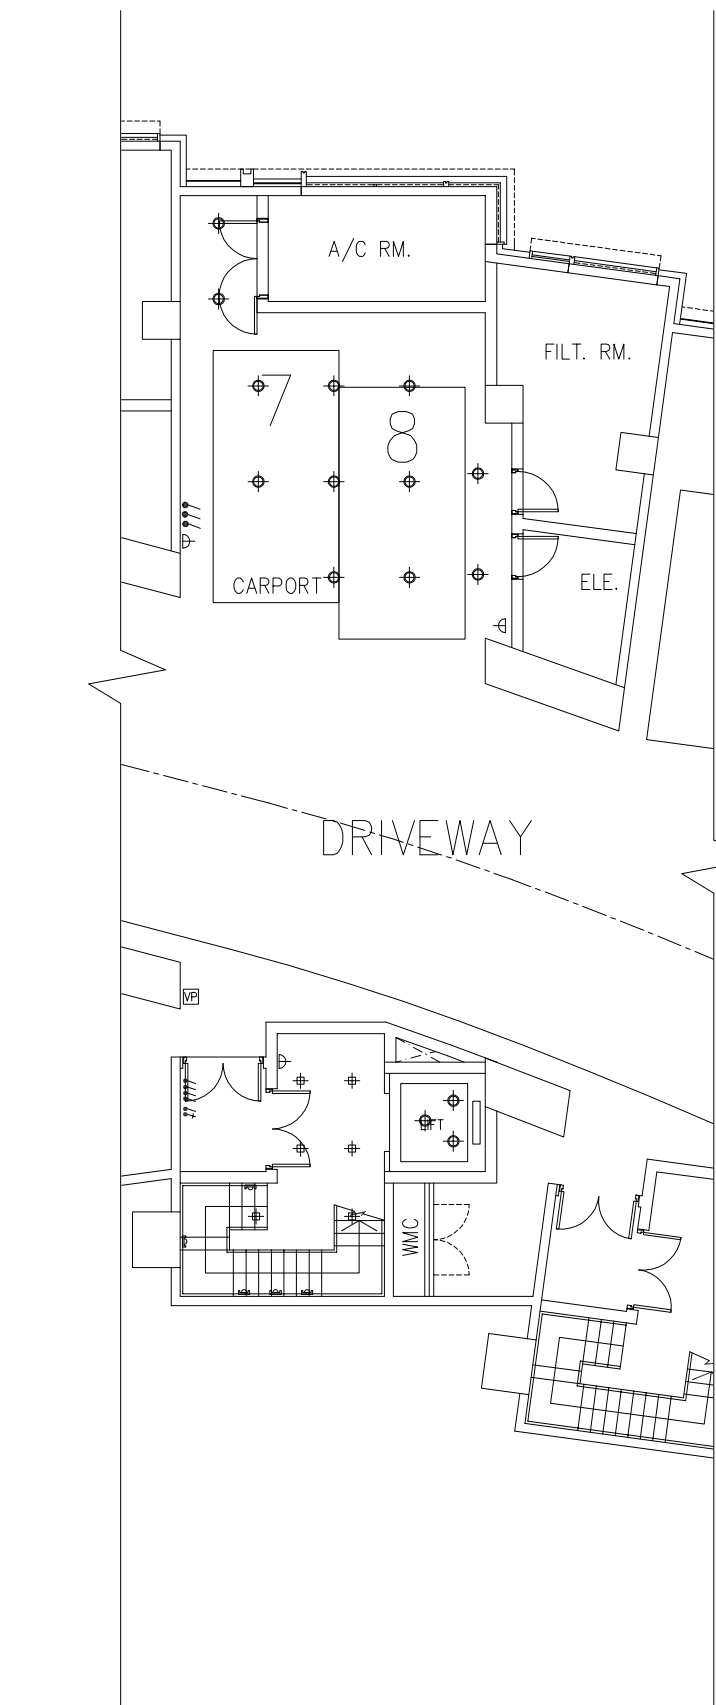 A/C RM.
FILT. RM.
7
8
CARPORT
ELE.
DRIVEWAY
VP
LIFT
WMC